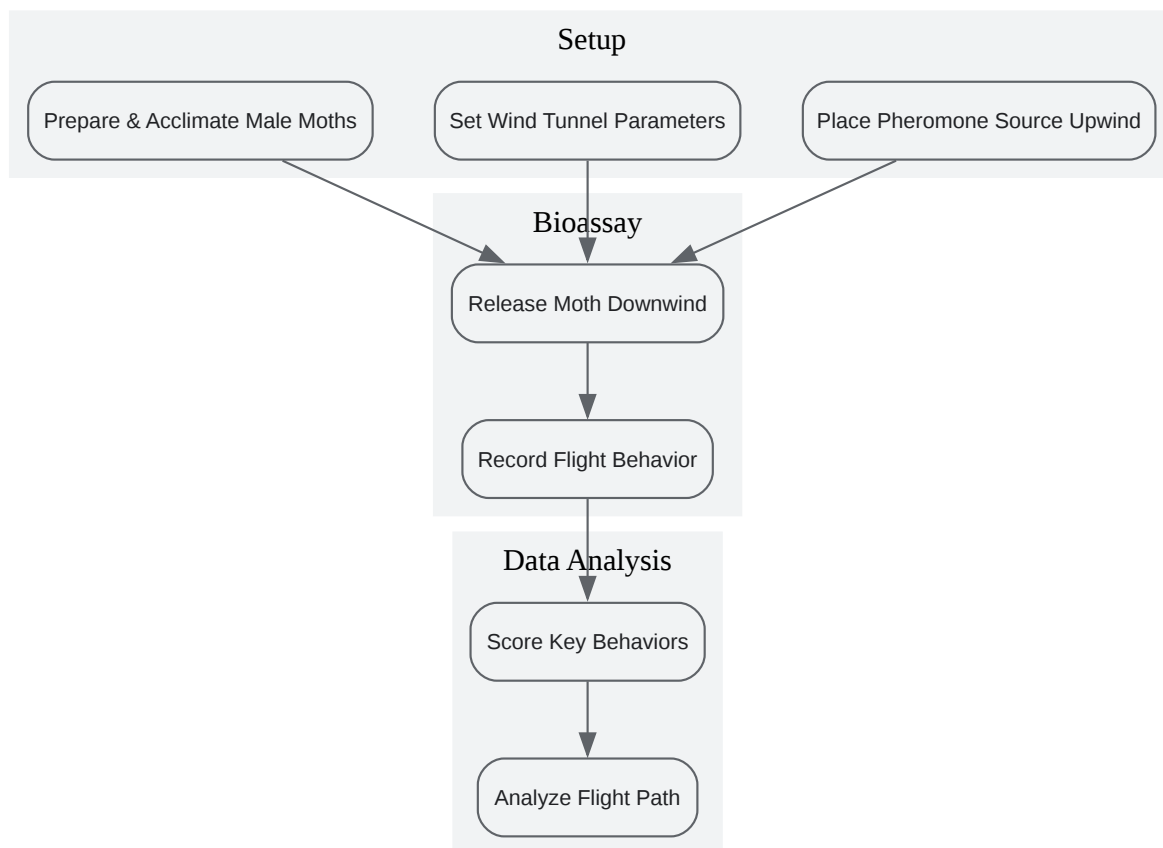 Setup
Prepare & Acclimate Male Moths
Set Wind Tunnel Parameters
Place Pheromone Source Upwind
Bioassay
Release Moth Downwind
Record Flight Behavior
Data Analysis
Score Key Behaviors
Analyze Flight Path